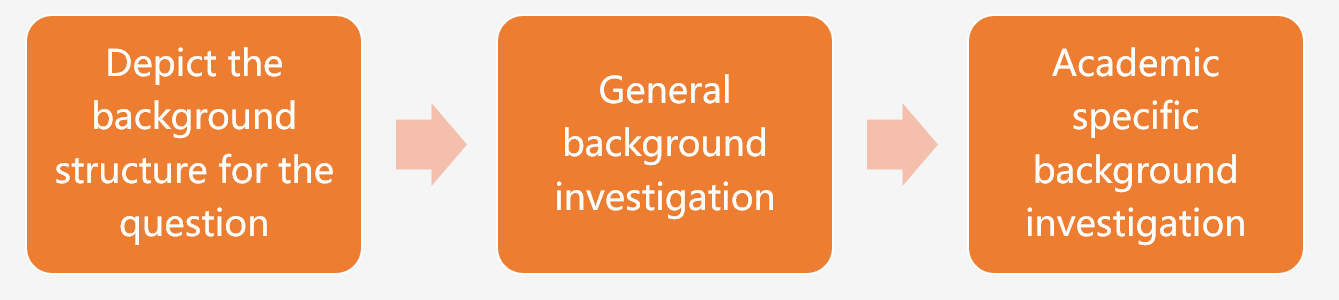 Depict the
background
structure for the
question
General
background
investigation
Academic
specific
background
investigation